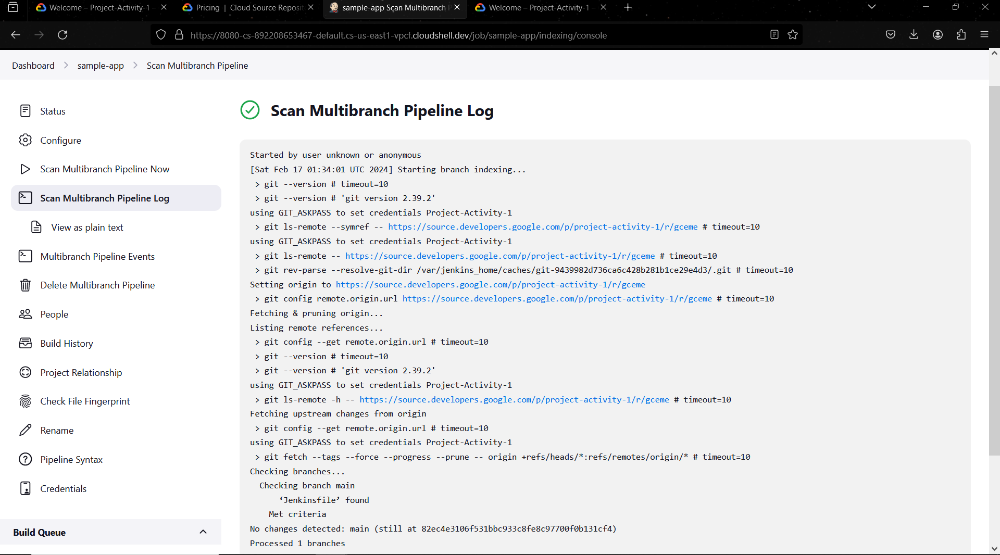 Welcome – Project-Activity-1 –
Pricing | Cloud Source Reposit
sample-app Scan Multibranch P
Welcome – Project-Activity-1 –
https://8080-cs-892208653467-default.cs-us-east1-vpcf.cloudshell.dev/job/sample-app/indexing/console
Dashboard > sample-app > Scan Multibranch Pipeline
Status
Configure
Scan Multibranch Pipeline Now
Scan Multibranch Pipeline Log
View as plain text
Multibranch Pipeline Events
Delete Multibranch Pipeline
People
Build History
Project Relationship
Check File Fingerprint
Rename
Pipeline Syntax
Credentials
Build Queue
Scan Multibranch Pipeline Log
Started by user unknown or anonymous
[Sat Feb 17 01:34:01 UTC 2024] Starting branch indexing...
> git --version # timeout=10
> git --version # 'git version 2.39.2'
using GIT_ASKPASS to set credentials Project-Activity-1
> git ls-remote --symref -- https://source.developers.google.com/p/project-activity-1/r/gceme # timeout=10
using GIT_ASKPASS to set credentials Project-Activity-1
> git ls-remote -- https://source.developers.google.com/p/project-activity-1/r/gceme # timeout=10
> git rev-parse --resolve-git-dir /var/jenkins_home/caches/git-9439982d736ca6c428b281b1ce29e4d3/.git # timeout=10
Setting origin to https://source.developers.google.com/p/project-activity-1/r/gceme
> git config remote.origin.url https://source.developers.google.com/p/project-activity-1/r/gceme # timeout=10
Fetching & pruning origin...
Listing remote references...
> git config --get remote.origin.url # timeout=10
> git --version # timeout=10
> git --version # 'git version 2.39.2'
using GIT_ASKPASS to set credentials Project-Activity-1
> git ls-remote -h -- https://source.developers.google.com/p/project-activity-1/r/gceme # timeout=10
Fetching upstream changes from origin
> git config --get remote.origin.url # timeout=10
using GIT_ASKPASS to set credentials Project-Activity-1
> git fetch --tags --force --progress --prune -- origin +refs/heads/*:refs/remotes/origin/* # timeout=10
Checking branches...
Checking branch main
‘Jenkinsfile’ found
Met criteria
No changes detected: main (still at 82ec4e3106f531bbc933c8fe8c97700f0b131cf4)
Processed 1 branches